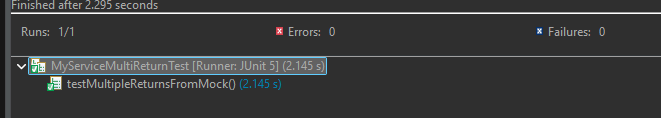 Finished after 2.295 seconds
Runs: 1/1 Errors: 0 Failures: 0
MyServiceMultiReturnTest [Runner: JUnit 5] (2.145 s)
testMultipleReturnsFromMock() (2.145 s)